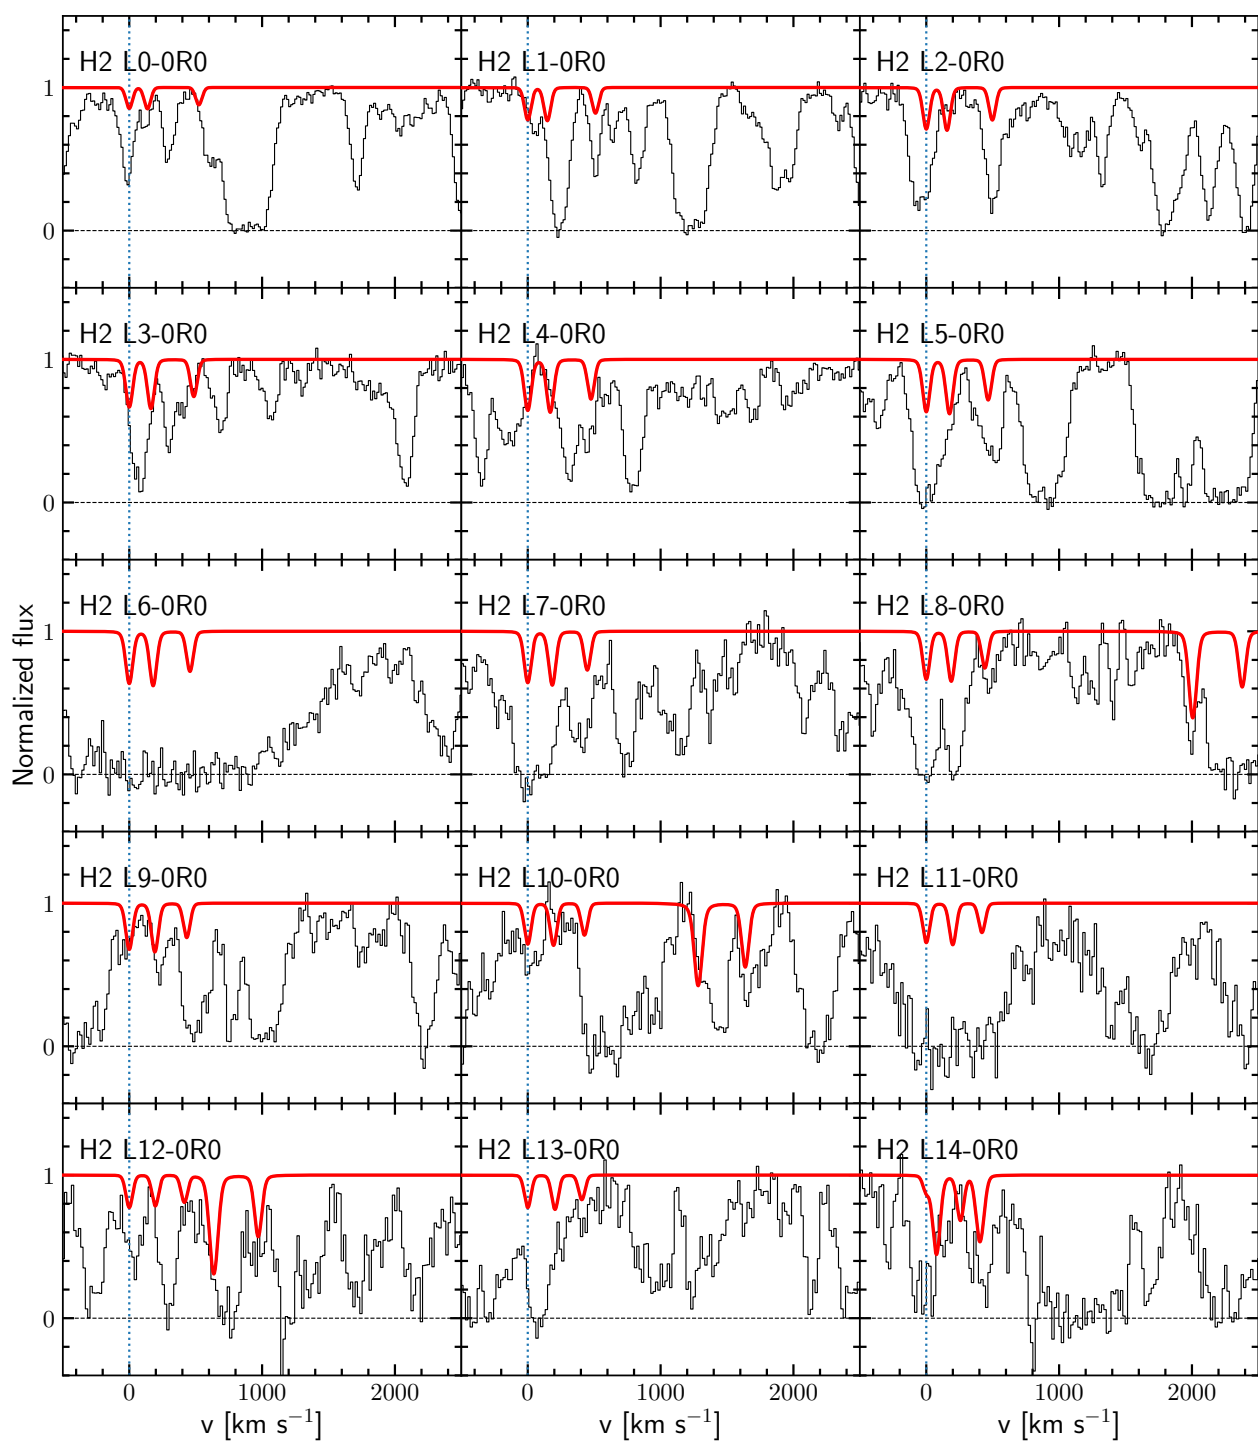 H2 L0-0R0 H2 L1-0R0 H2 L2-0R0
1
0
H2 L3-0R0 H2 L4-0R0 H2 L5-0R0
1
0
H2 L6-0R0 H2 L7-0R0 H2 L8-0R0
1
0
Normalized flux
H2 L9-0R0 H2 L10-0R0 H2 L11-0R0
1
0
H2 L12-0R0 H2 L13-0R0 H2 L14-0R0
1
0
0 1000 2000 0 1000 2000 0 1000 2000
v [km s⁻¹] v [km s⁻¹] v [km s⁻¹]